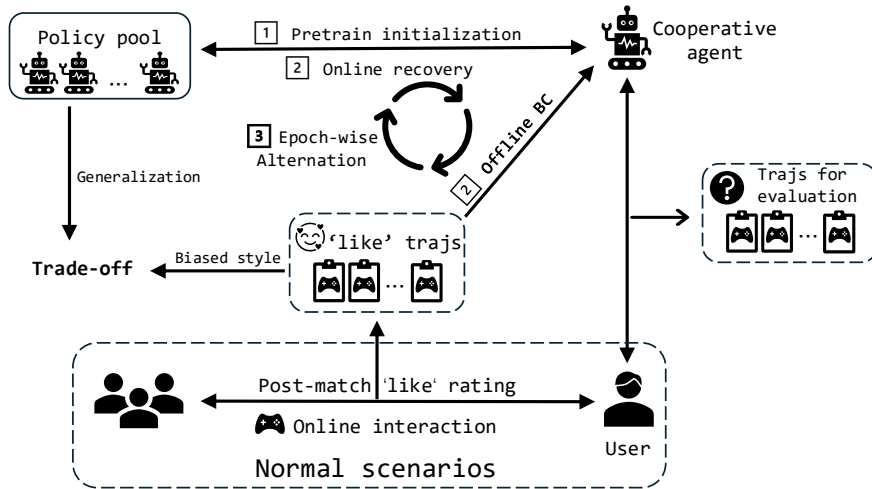 Policy pool
...
1 Pretrain initialization
2 Online recovery
Cooperative
agent
3 Epoch-wise
Alternation
2 Offline BC
Generalization
? Trajs for
evaluation
...
'like' trajs
...
Biased style
Trade-off
Post-match 'like' rating
Online interaction
User
Normal scenarios